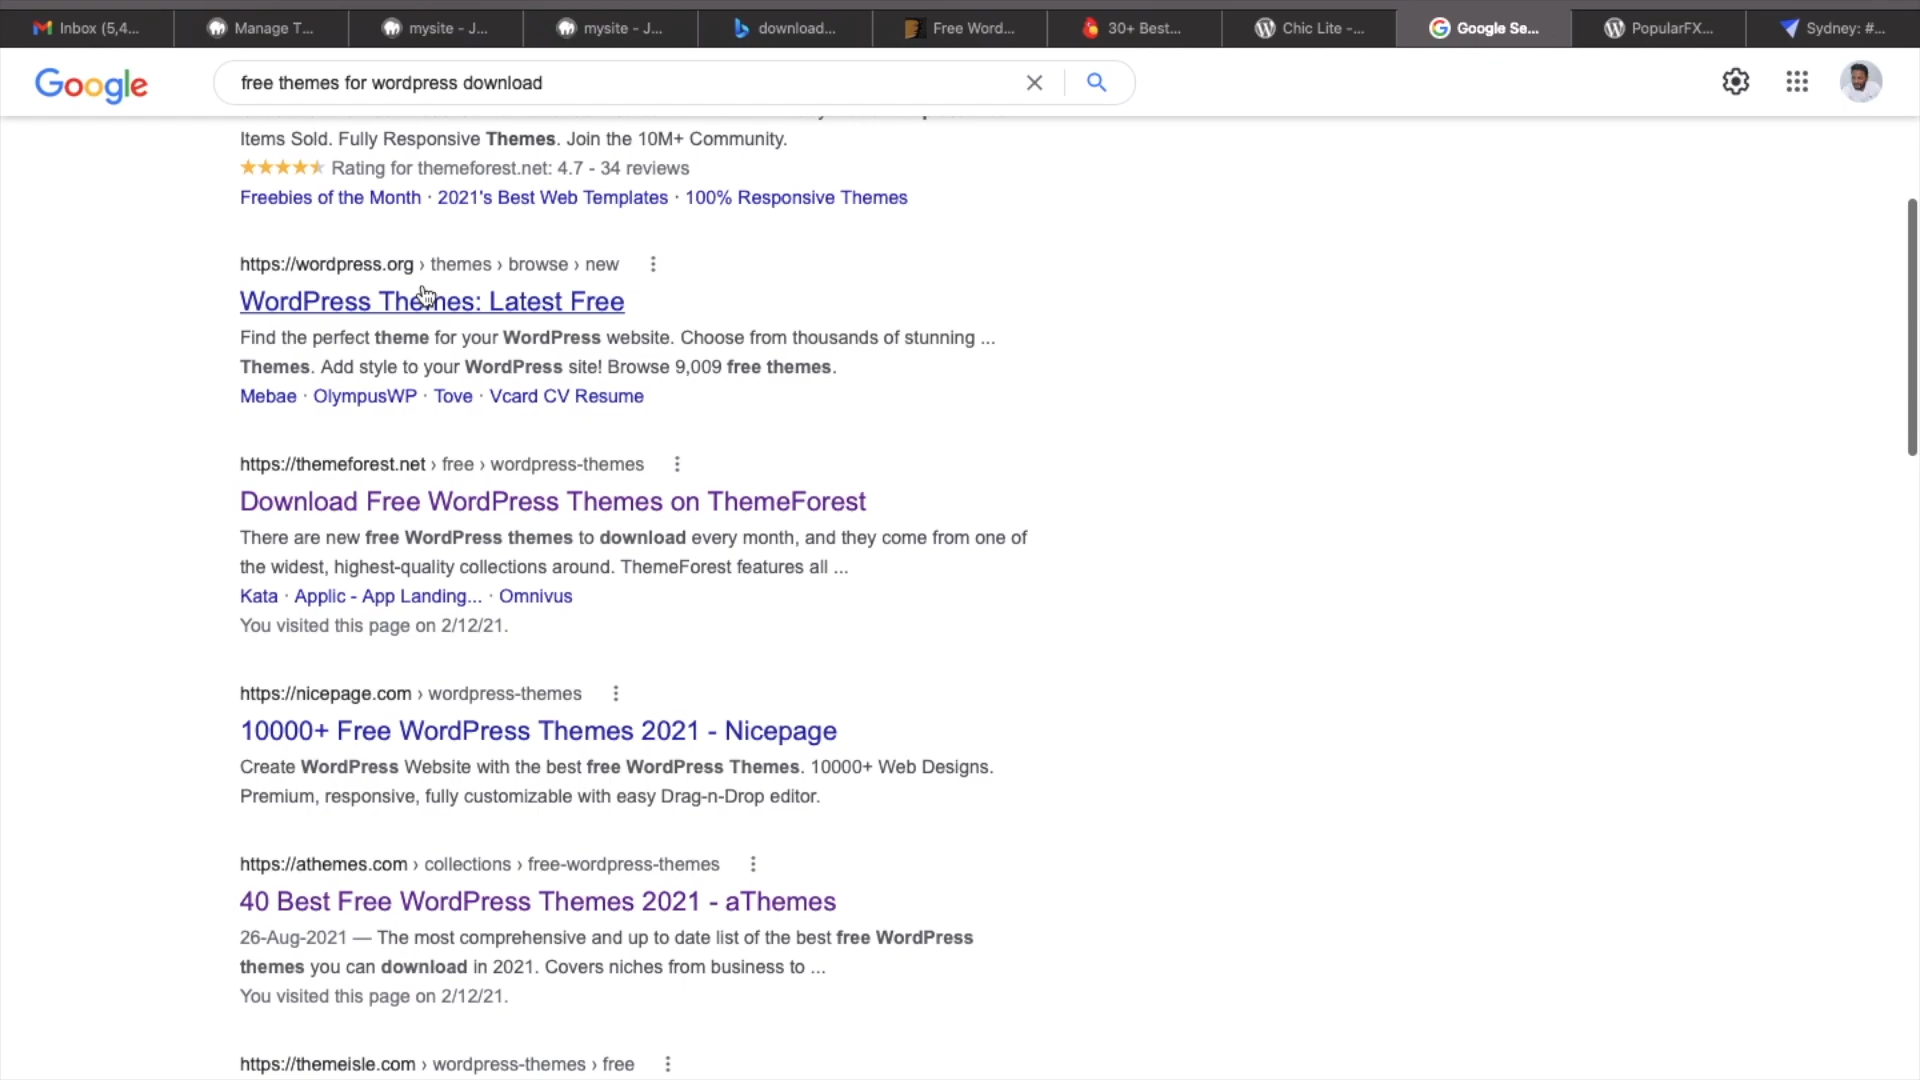 Inbox (5,4...
Manage T...
mysite - J...
mysite - J...
download...
Free Word...
30+ Best...
Chic Lite -...
Google Se...
PopularFX...
Sydney: #...
Google
free themes for wordpress download
Items Sold. Fully Responsive Themes. Join the 10M+ Community.
Rating for themeforest.net: 4.7 - 34 reviews
Freebies of the Month · 2021's Best Web Templates · 100% Responsive Themes
https://wordpress.org › themes › browse › new
WordPress Themes: Latest Free
Find the perfect theme for your WordPress website. Choose from thousands of stunning ...
Themes. Add style to your WordPress site! Browse 9,009 free themes.
Mebae · OlympusWP · Tove · Vcard CV Resume
https://themeforest.net › free › wordpress-themes
Download Free WordPress Themes on ThemeForest
There are new free WordPress themes to download every month, and they come from one of
the widest, highest-quality collections around. ThemeForest features all ...
Kata · Applic - App Landing... · Omnivus
You visited this page on 2/12/21.
https://nicepage.com › wordpress-themes
10000+ Free WordPress Themes 2021 - Nicepage
Create WordPress Website with the best free WordPress Themes. 10000+ Web Designs.
Premium, responsive, fully customizable with easy Drag-n-Drop editor.
https://athemes.com › collections › free-wordpress-themes
40 Best Free WordPress Themes 2021 - aThemes
26-Aug-2021 — The most comprehensive and up to date list of the best free WordPress
themes you can download in 2021. Covers niches from business to ...
You visited this page on 2/12/21.
https://themeisle.com › wordpress-themes › free